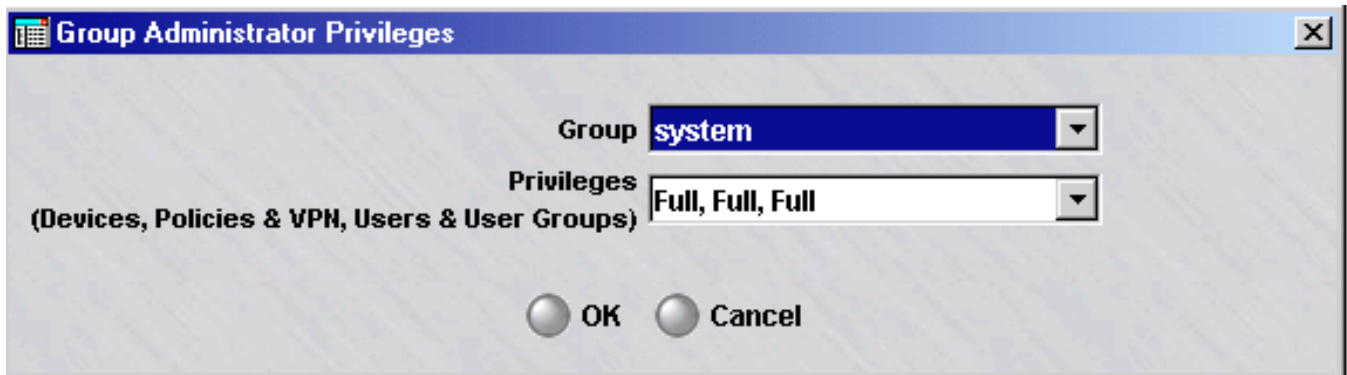 Group Administrator Privileges
Group system
Privileges
(Devices, Policies & VPN, Users & User Groups) Full, Full, Full
OK Cancel